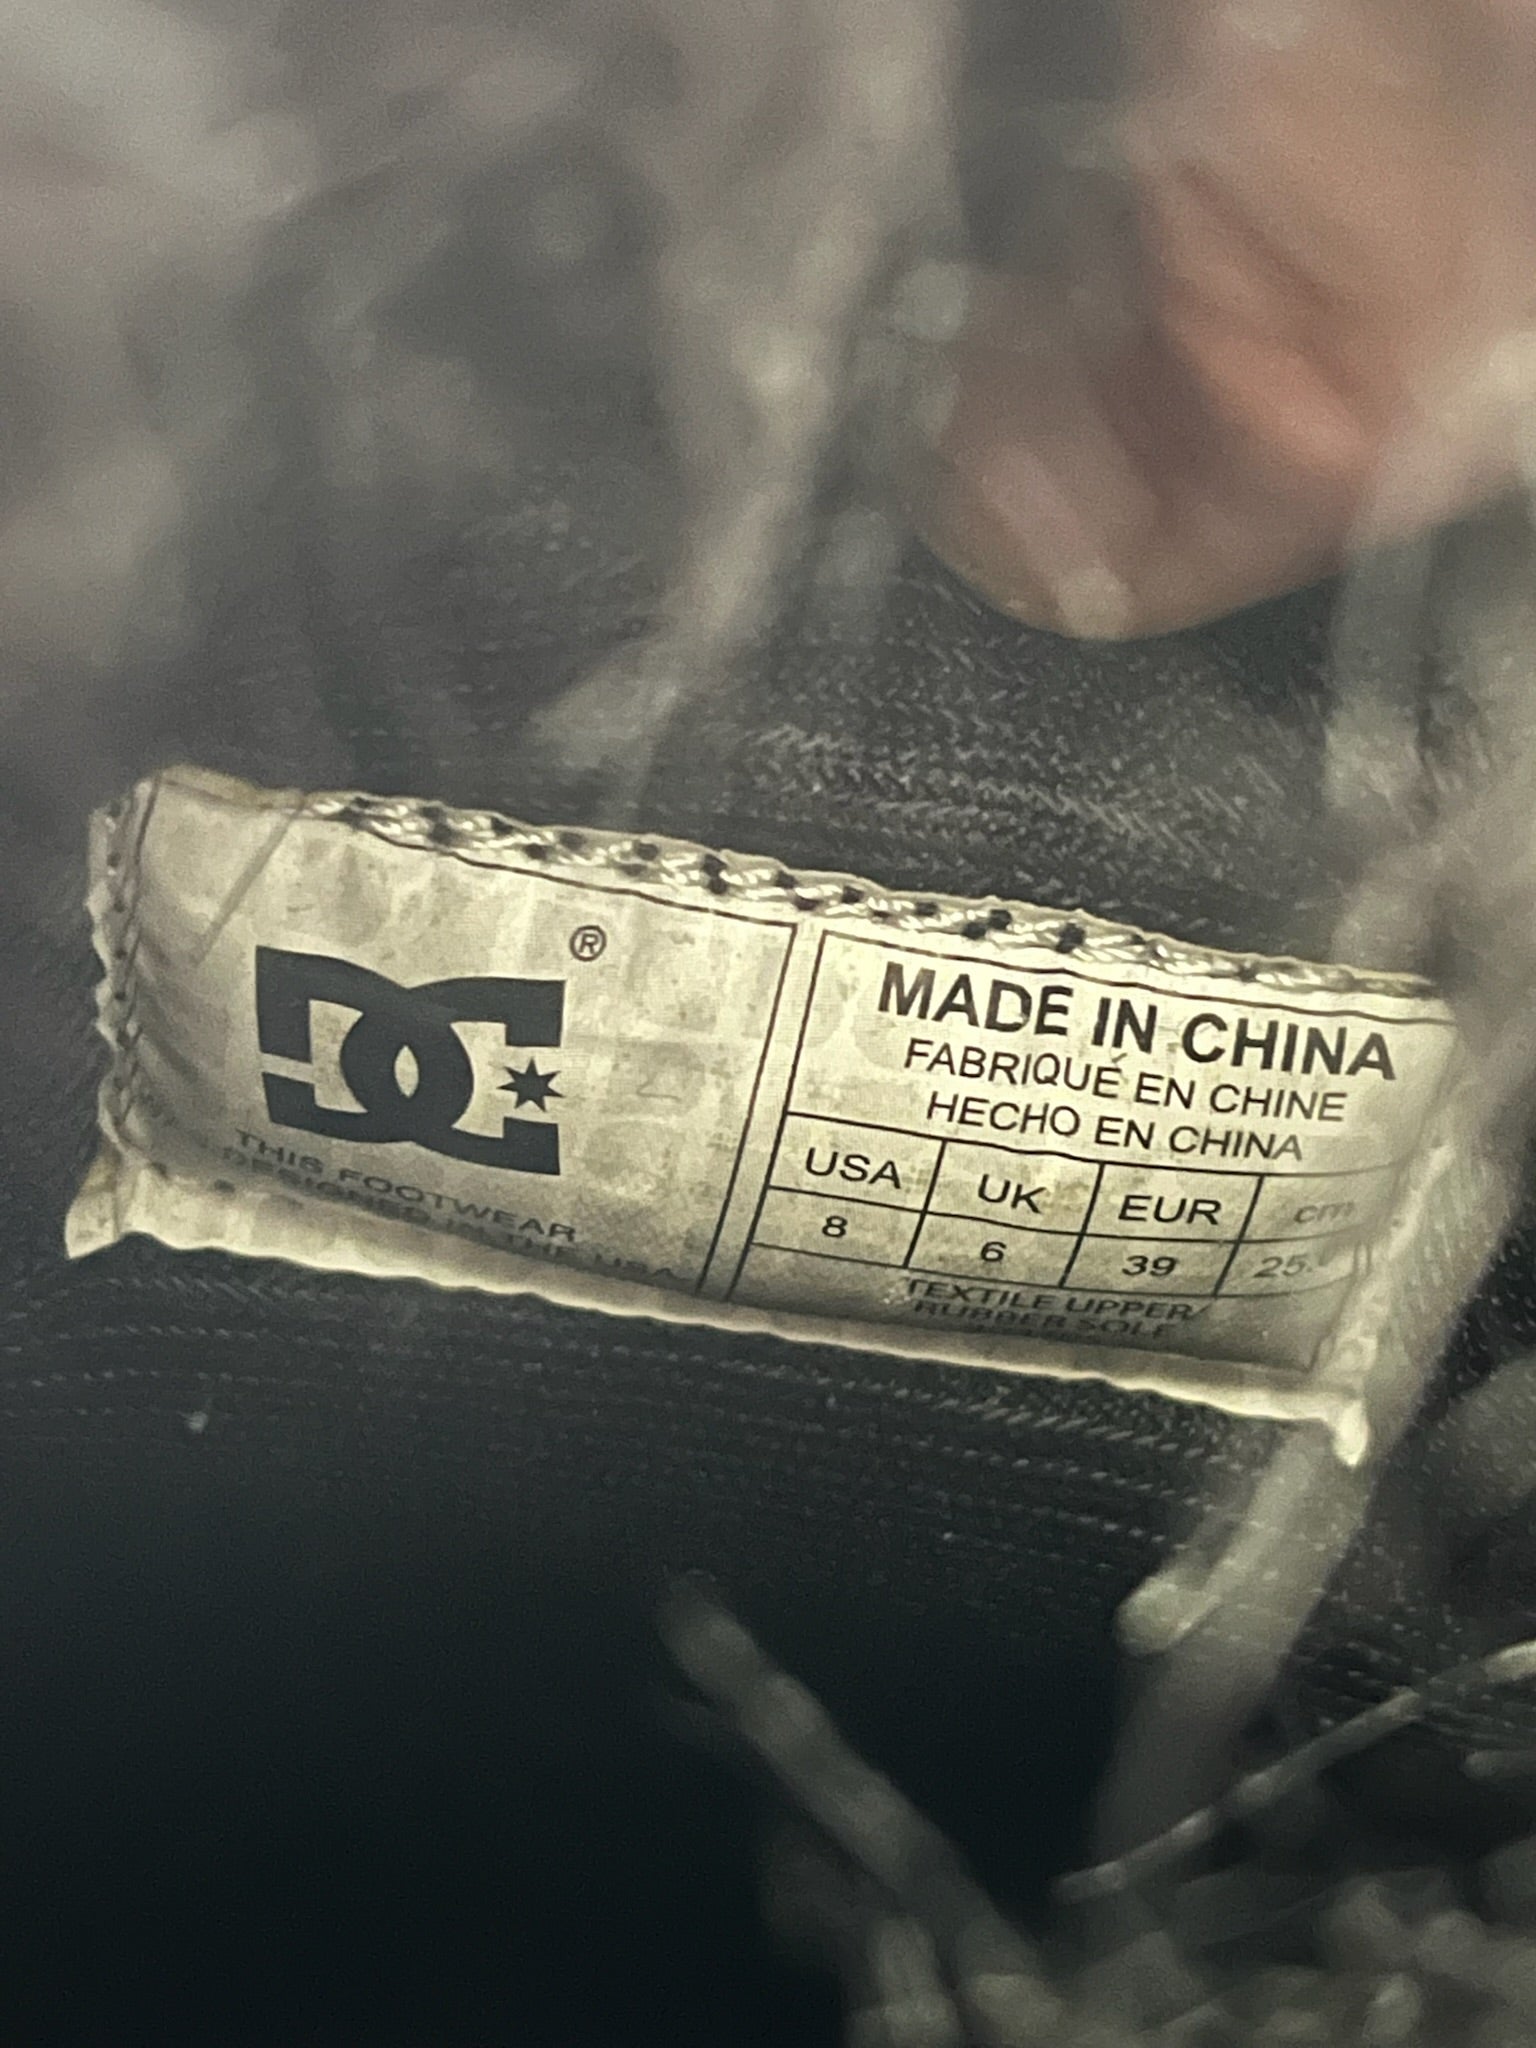 DC®
THIS FOOTWEAR
DESIGNED IN THE USA
MADE IN CHINA
FABRIQUÉ EN CHINE
HECHO EN CHINA
USA UK EUR cm
8 6 39 25.
TEXTILE UPPER/
RUBBER SOLE